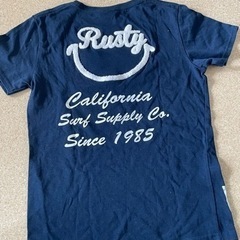 Rusty
California
Surf Supply Co.
Since 1985